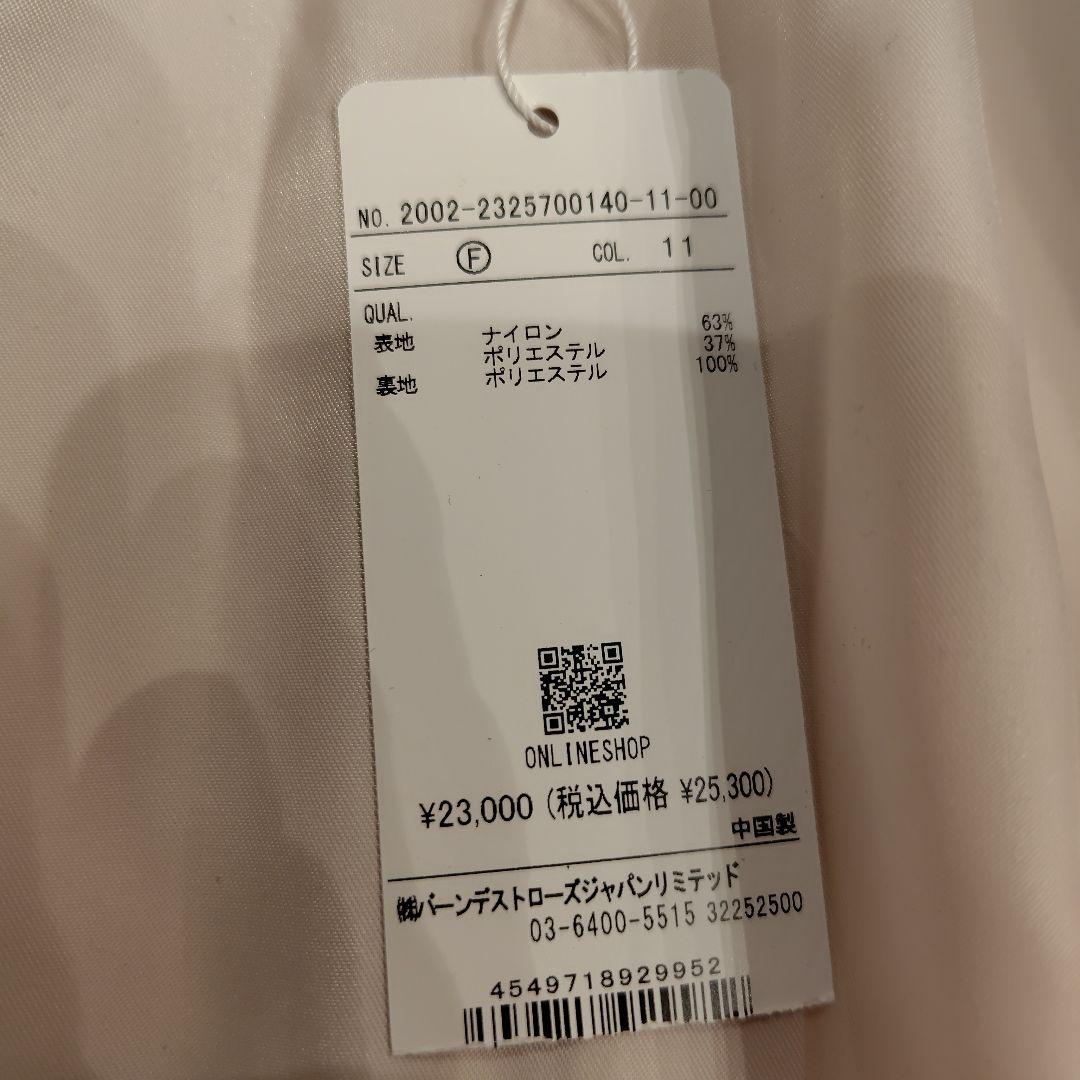 NO. 2002-2325700140-11-00
SIZE Ⓕ COL. 11
QUAL.
表地 ナイロン 63%
ポリエステル 37%
裏地 ポリエステル 100%
ONLINESHOP
¥23,000 (税込価格 ¥25,300)
中国製
㈱バーンデストローズジャパンリミテッド
03-6400-5515 32252500
4549718929952